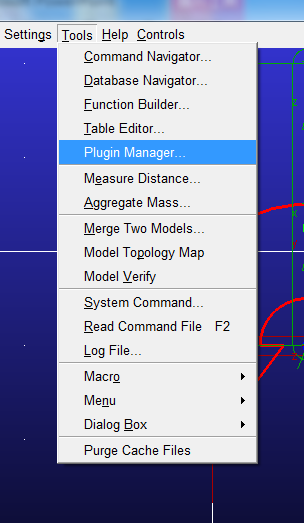 Settings Tools Help Controls
Command Navigator...
Database Navigator...
Function Builder...
Table Editor...
Plugin Manager...
Measure Distance...
Aggregate Mass...
Merge Two Models...
Model Topology Map
Model Verify
System Command...
Read Command File F2
Log File...
Macro
Menu
Dialog Box
Purge Cache Files